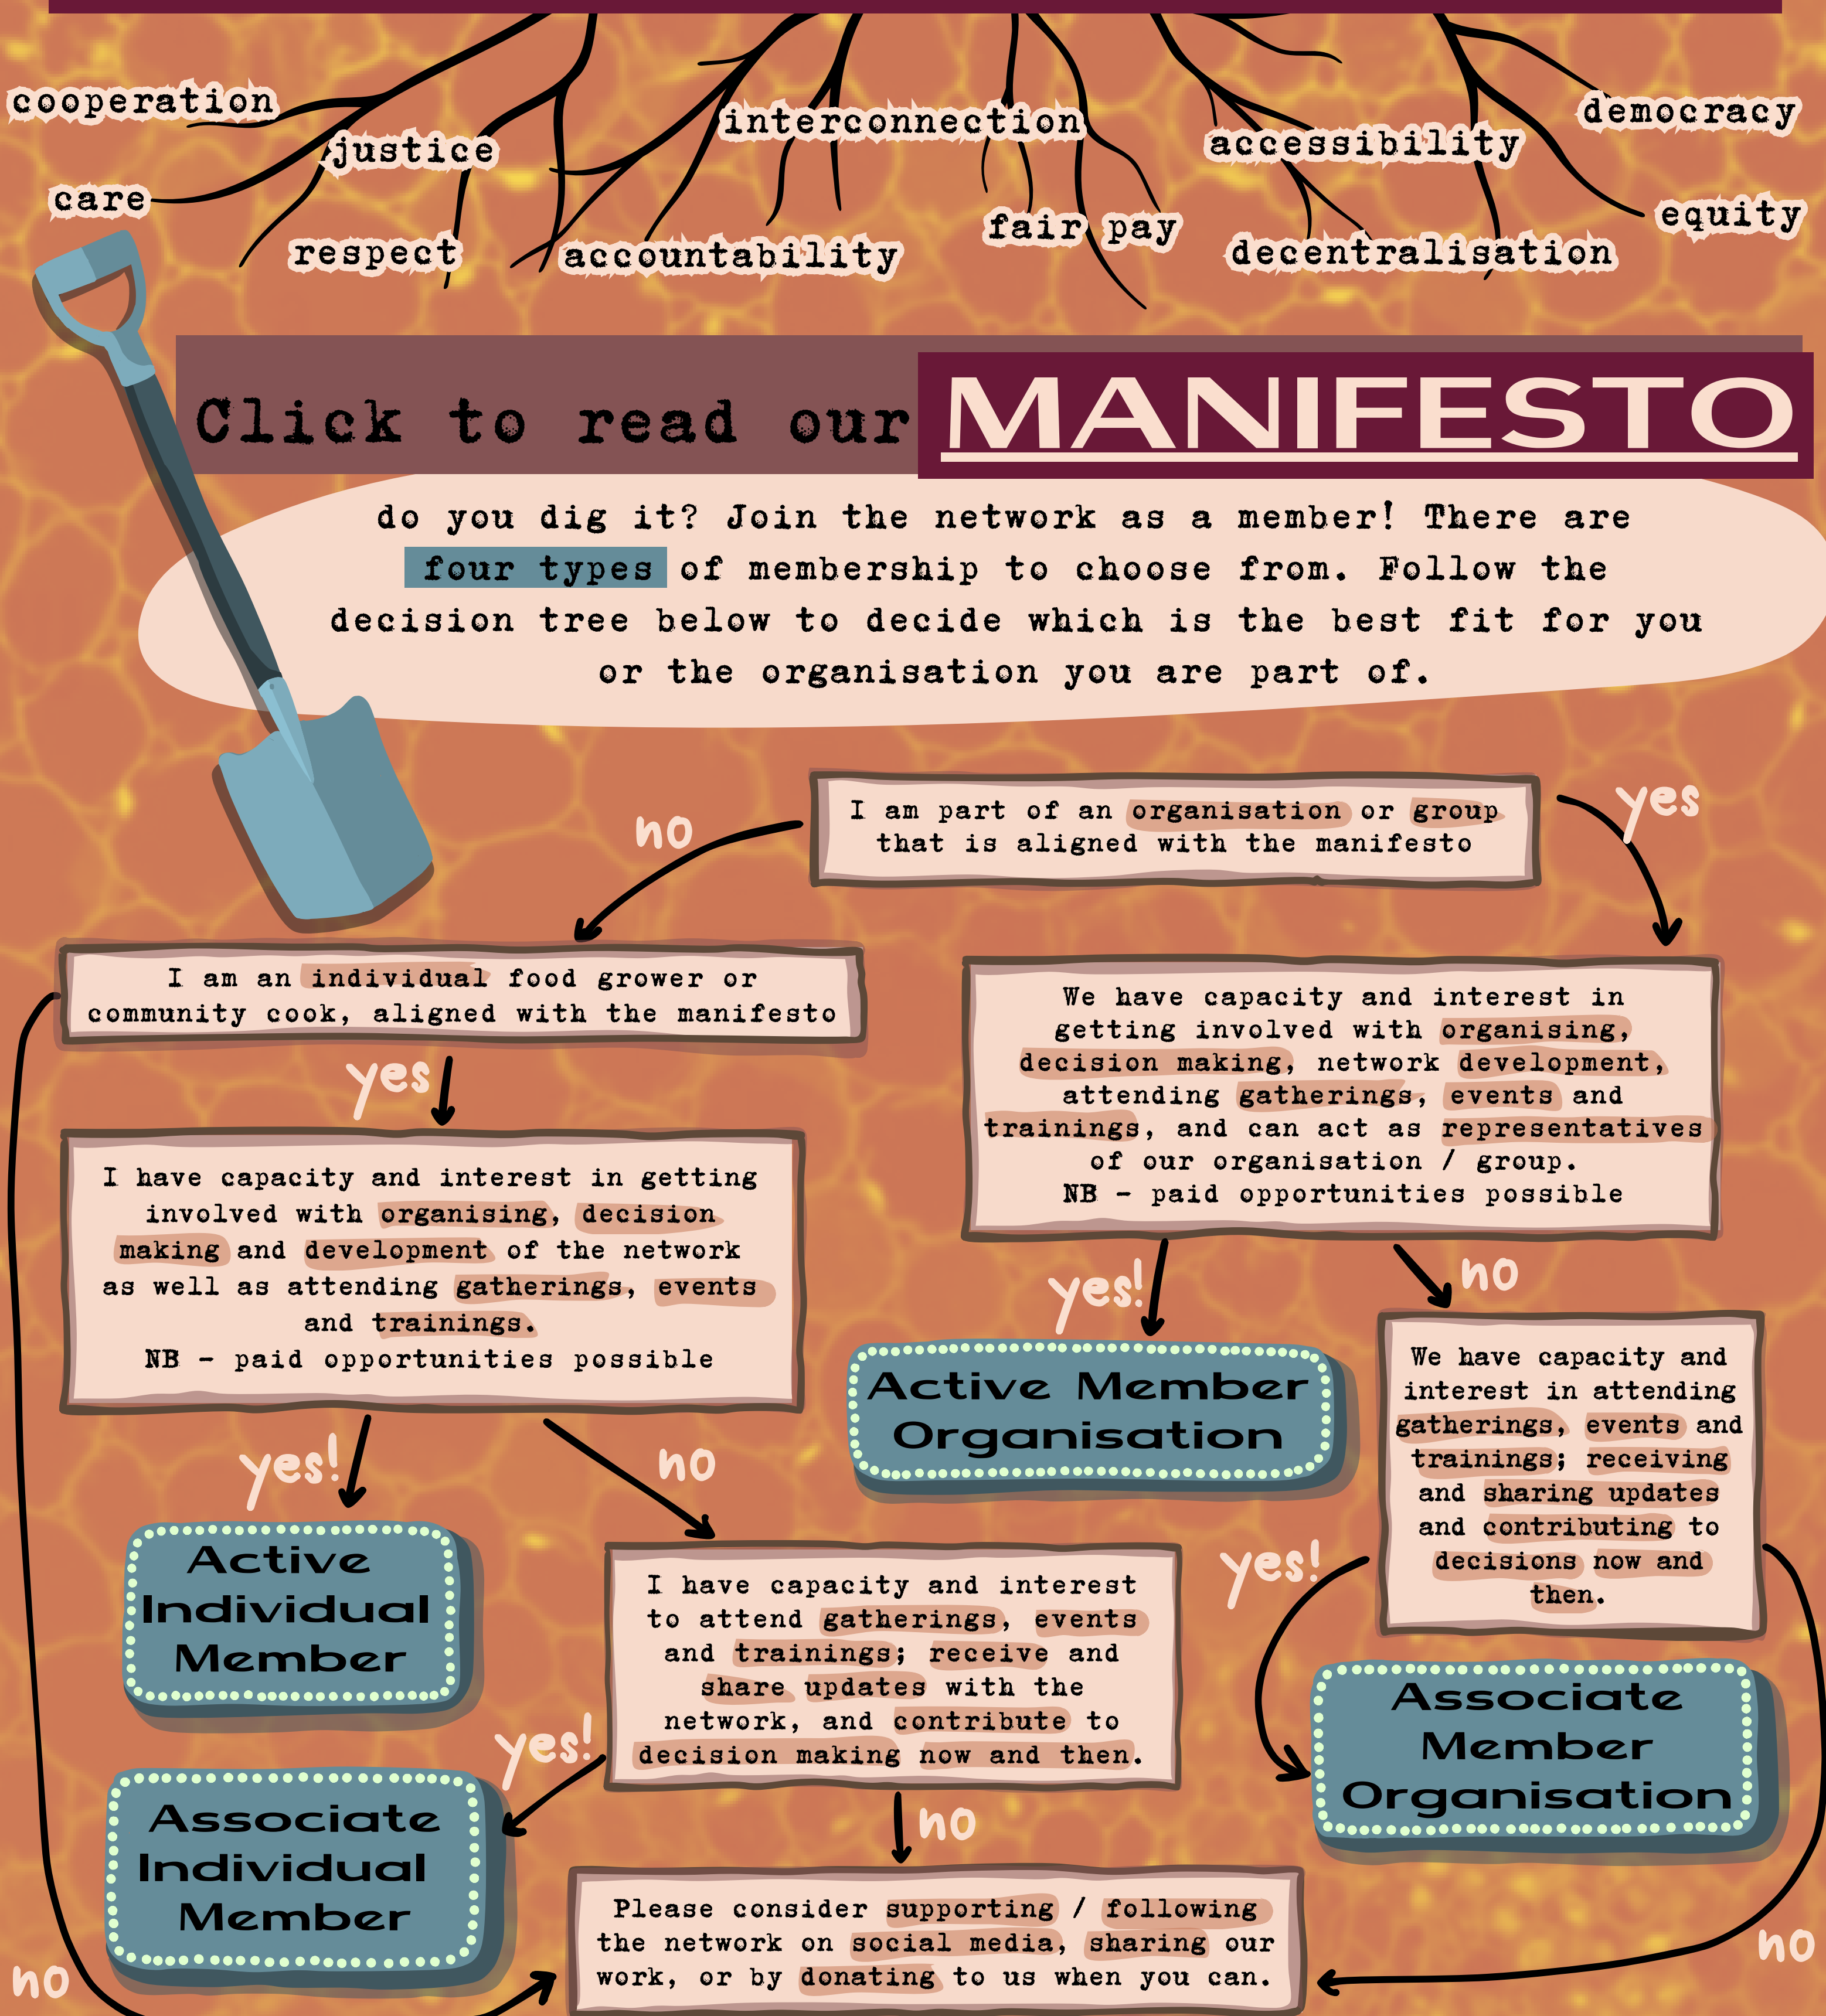 cooperation
justice
care
respect
interconnection
accountability
fair pay
accessibility
decentralisation
democracy
equity
Click to read our MANIFESTO
do you dig it? Join the network as a member! There are
four types of membership to choose from. Follow the
decision tree below to decide which is the best fit for you
or the organisation you are part of.
I am part of an organisation or group
that is aligned with the manifesto
no
yes
I am an individual food grower or
community cook, aligned with the manifesto
yes
I have capacity and interest in getting
involved with organising, decision
making and development of the network
as well as attending gatherings, events
and trainings.
NB - paid opportunities possible
We have capacity and interest in
getting involved with organising,
decision making, network development,
attending gatherings, events and
trainings, and can act as representatives
of our organisation / group.
NB - paid opportunities possible
yes!
no
Active Member
Organisation
We have capacity and
interest in attending
gatherings, events and
trainings; receiving
and sharing updates
and contributing to
decisions now and
then.
yes!
no
Active
Individual
Member
I have capacity and interest
to attend gatherings, events
and trainings; receive and
share updates with the
network, and contribute to
decision making now and then.
yes!
Associate
Member
Organisation
yes!
Associate
Individual
Member
no
Please consider supporting / following
the network on social media, sharing our
work, or by donating to us when you can.
no
no